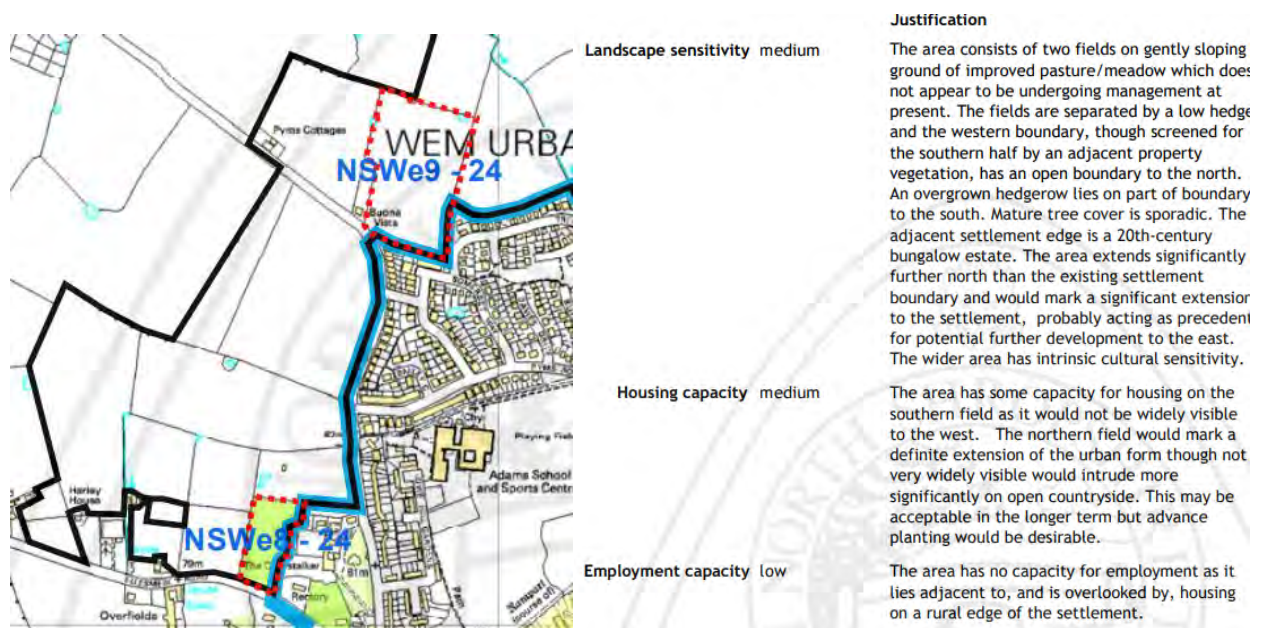 Pyms Cottages
WEM URBA
NSWe9 - 24
Buona
Vista
Playing Fiel
Adams School
and Sports Centr
Harley
House
NSWe8 - 24
79m
81m
Rectory
Overfields
Justification
Landscape sensitivity medium
The area consists of two fields on gently sloping
ground of improved pasture/meadow which does
not appear to be undergoing management at
present. The fields are separated by a low hedge
and the western boundary, though screened for
the southern half by an adjacent property
vegetation, has an open boundary to the north.
An overgrown hedgerow lies on part of boundary
to the south. Mature tree cover is sporadic. The
adjacent settlement edge is a 20th-century
bungalow estate. The area extends significantly
further north than the existing settlement
boundary and would mark a significant extension
to the settlement, probably acting as precedent
for potential further development to the east.
The wider area has intrinsic cultural sensitivity.
Housing capacity medium
The area has some capacity for housing on the
southern field as it would not be widely visible
to the west. The northern field would mark a
definite extension of the urban form though not
very widely visible would intrude more
significantly on open countryside. This may be
acceptable in the longer term but advance
planting would be desirable.
Employment capacity low
The area has no capacity for employment as it
lies adjacent to, and is overlooked by, housing
on a rural edge of the settlement.